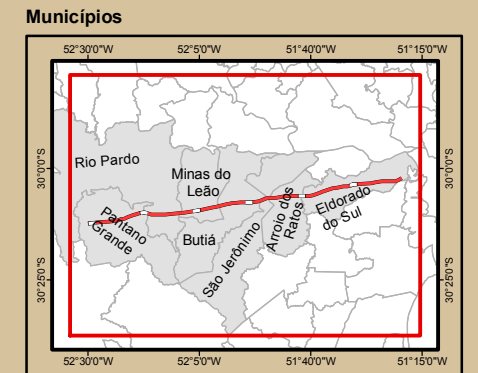 Municípios
52°30'0"W 52°5'0"W 51°40'0"W 51°15'0"W
30°0'0"S
30°0'0"S
Rio Pardo
Minas do
Leão
Pantano
Grande
Butiá
São Jerônimo
Arroio dos
Ratos
Eldorado
do Sul
30°25'0"S
30°25'0"S
52°30'0"W 52°5'0"W 51°40'0"W 51°15'0"W